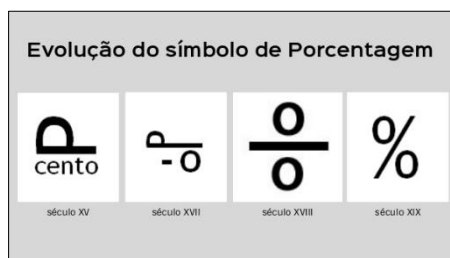 Evolução do símbolo de Porcentagem
P
cento
P
- o
o
o
%
século XV
século XVII
século XVIII
século XIX